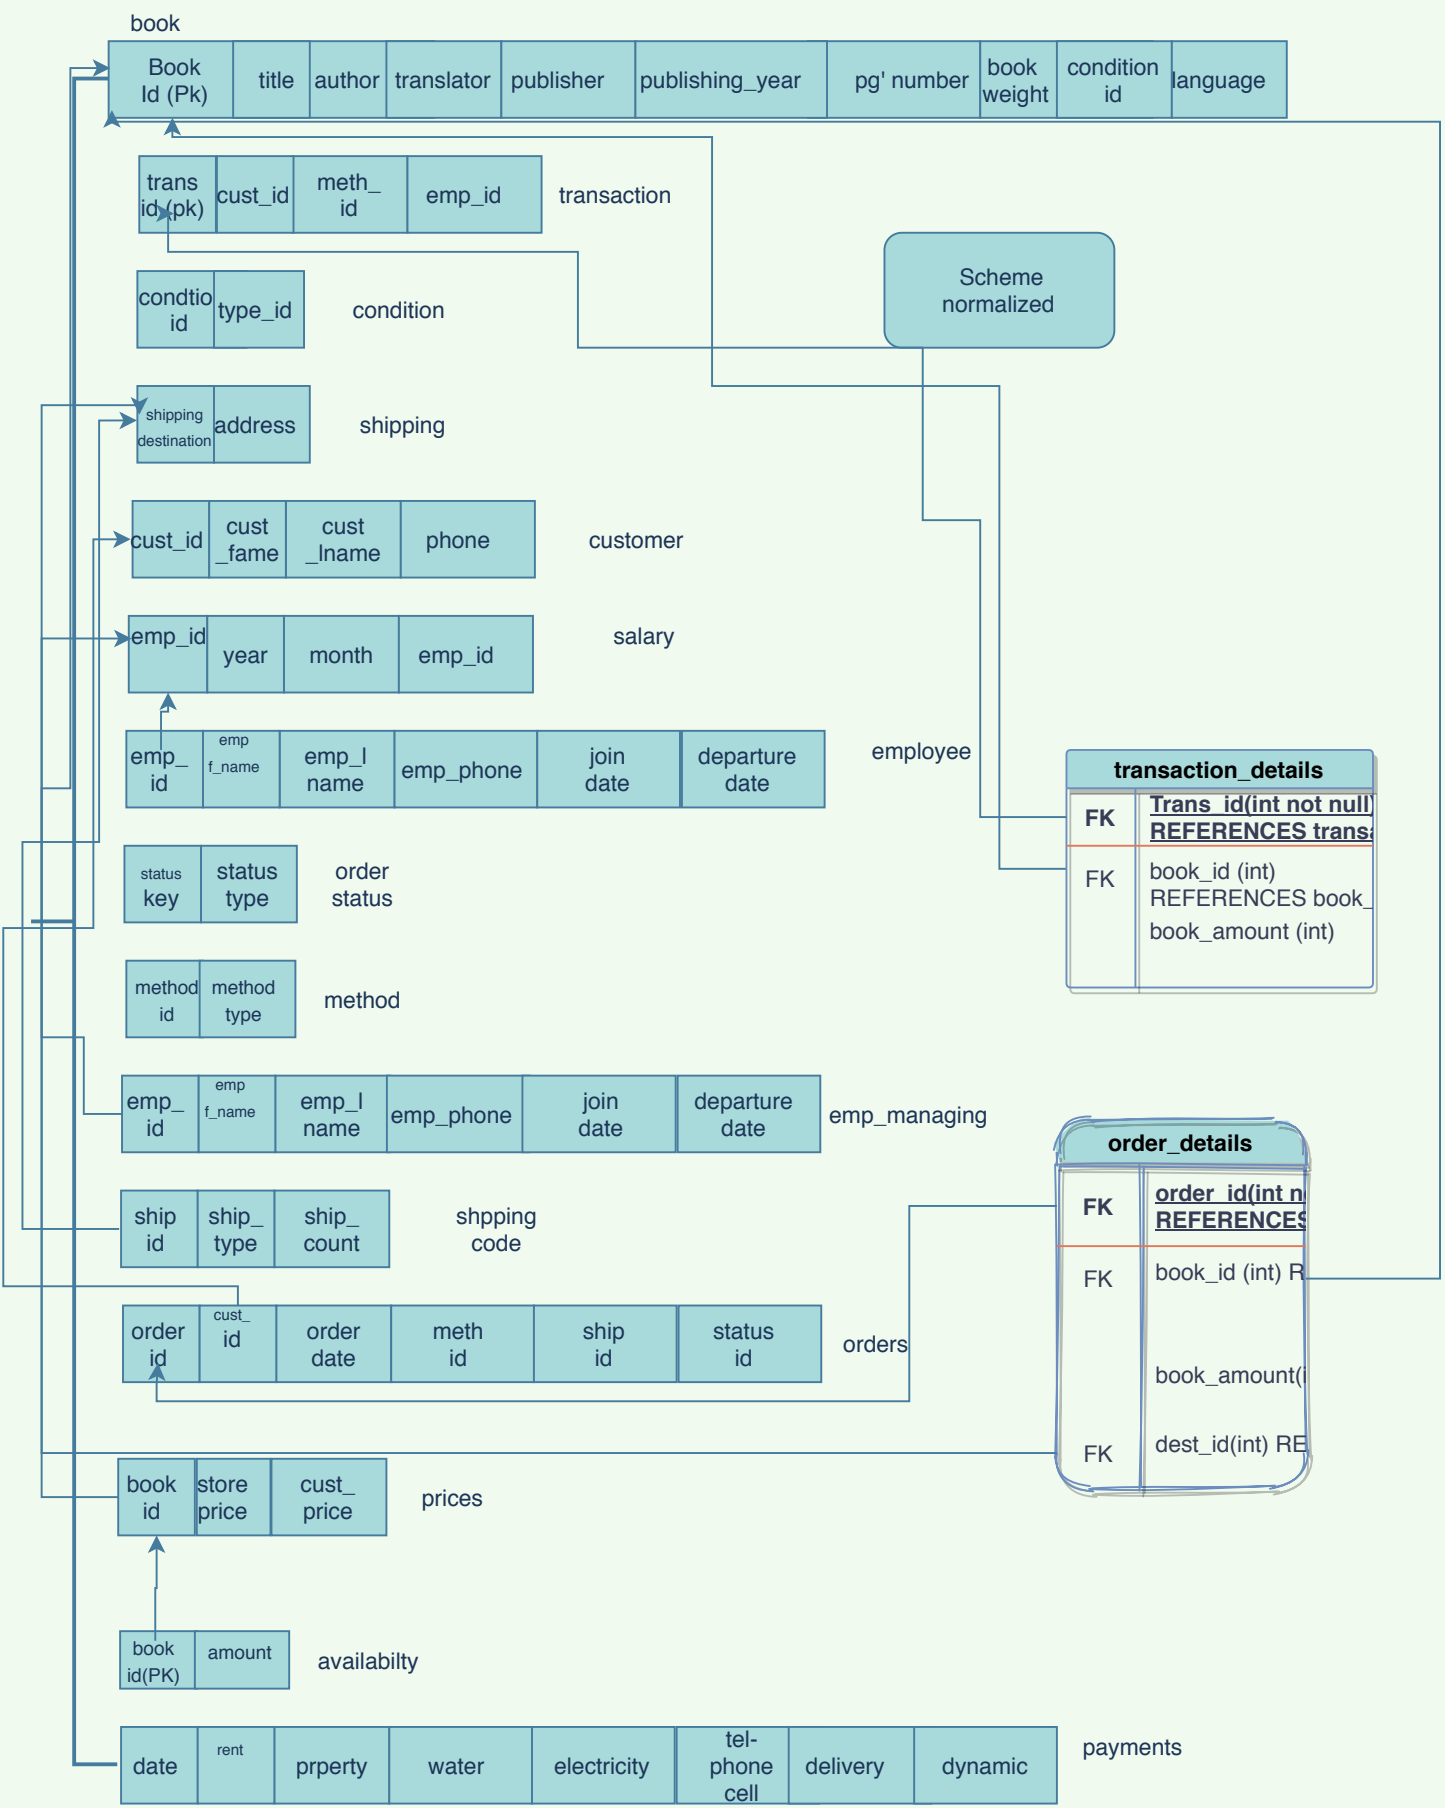 book
Book
Id (Pk)
title
author
translator
publisher
publishing_year
pg' number
book
weight
condition
id
language
trans
id (pk)
cust_id
meth_
id
emp_id
transaction
Scheme
normalized
condtio
id
type_id
condition
shipping
destination
address
shipping
cust_id
cust
_fame
cust
_lname
phone
customer
emp_id
year
month
emp_id
salary
emp_
id
emp
f_name
emp_l
name
emp_phone
join
date
departure
date
employee
transaction_details
FK
Trans_id(int not null)
REFERENCES transa
FK
book_id (int)
REFERENCES book_
book_amount (int)
status
key
status
type
order
status
method
id
method
type
method
emp_
id
emp
f_name
emp_l
name
emp_phone
join
date
departure
date
emp_managing
order_details
FK
order_id(int n
REFERENCES
FK
book_id (int) R
book_amount(i
FK
dest_id(int) RE
ship
id
ship_
type
ship_
count
shpping
code
order
id
cust_
id
order
date
meth
id
ship
id
status
id
orders
book
id
store
price
cust_
price
prices
book
id(PK)
amount
availabilty
date
rent
prperty
water
electricity
tel-
phone
cell
delivery
dynamic
payments